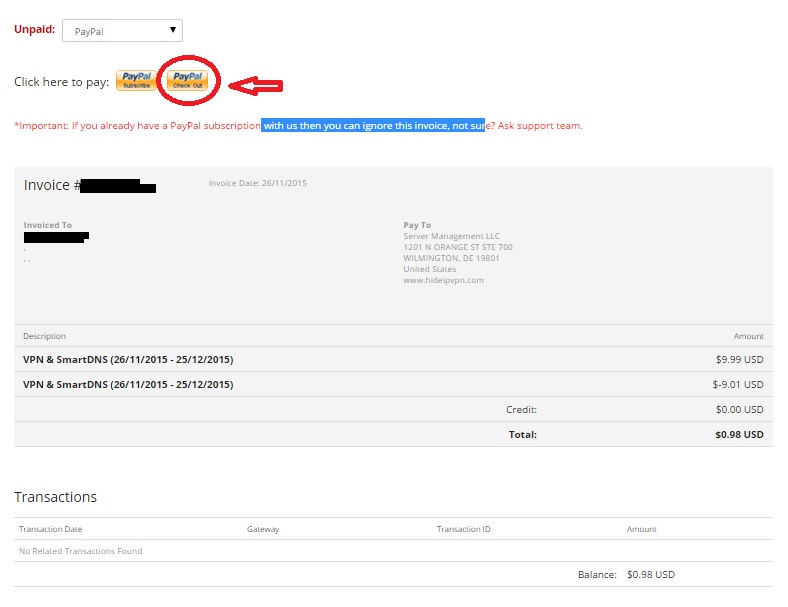 Unpaid: PayPal
Click here to pay: PayPal Subscribe PayPal Check Out
*Important: If you already have a PayPal subscription with us then you can ignore this invoice, not sure? Ask support team.
Invoice # Invoice Date: 26/11/2015
Invoiced To
.
. .
Pay To
Server Management LLC
1201 N ORANGE ST STE 700
WILMINGTON, DE 19801
United States
www.hideipvpn.com
Description Amount
VPN & SmartDNS (26/11/2015 - 25/12/2015) $9.99 USD
VPN & SmartDNS (26/11/2015 - 25/12/2015) $-9.01 USD
Credit: $0.00 USD
Total: $0.98 USD
Transactions
Transaction Date Gateway Transaction ID Amount
No Related Transactions Found
Balance: $0.98 USD